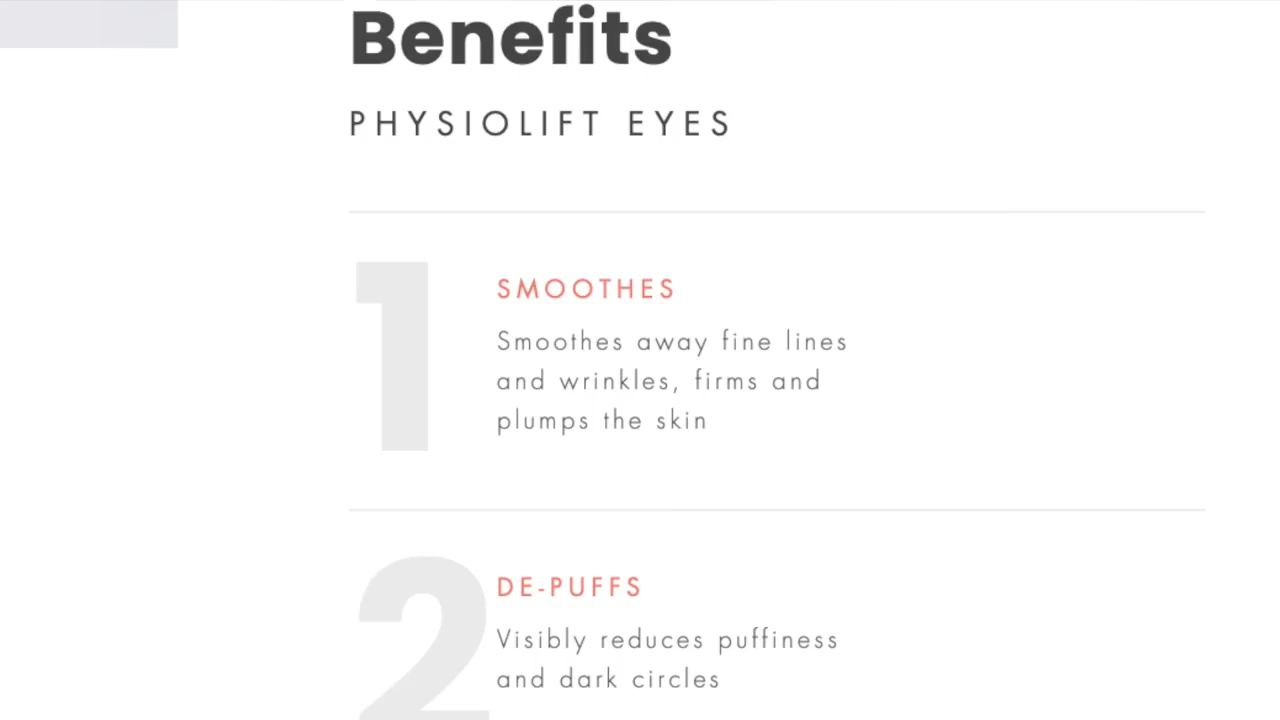 Benefits
PHYSIOLIFT EYES
1
SMOOTHES
Smoothes away fine lines
and wrinkles, firms and
plumps the skin
2
DE-PUFFS
Visibly reduces puffiness
and dark circles